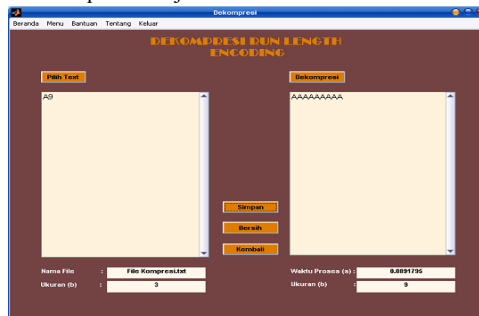 Dekompresi
Beranda Menu Bantuan Tentang Keluar
DEKOMPRESI RUN LENGTH
ENCODING
Pilih Text
Dekompresi
A9
AAAAAAAAA
Simpan
Bersih
Kembali
Nama File : File Kompresi.txt
Waktu Proses (s) : 0.0891795
Ukuran (b) : 3
Ukuran (b) : 9